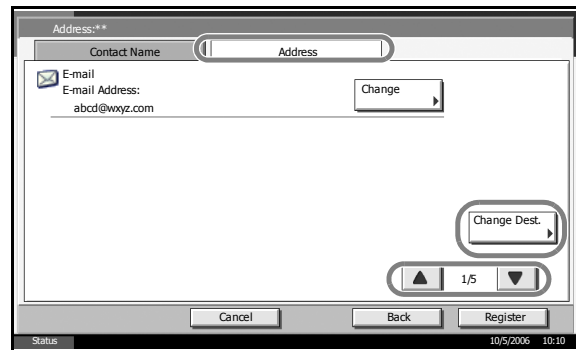 Address:**
Contact Name Address
E-mail
E-mail Address: Change
abcd@wxyz.com
Change Dest.
1/5
Cancel Back Register
Status 10/5/2006 10:10